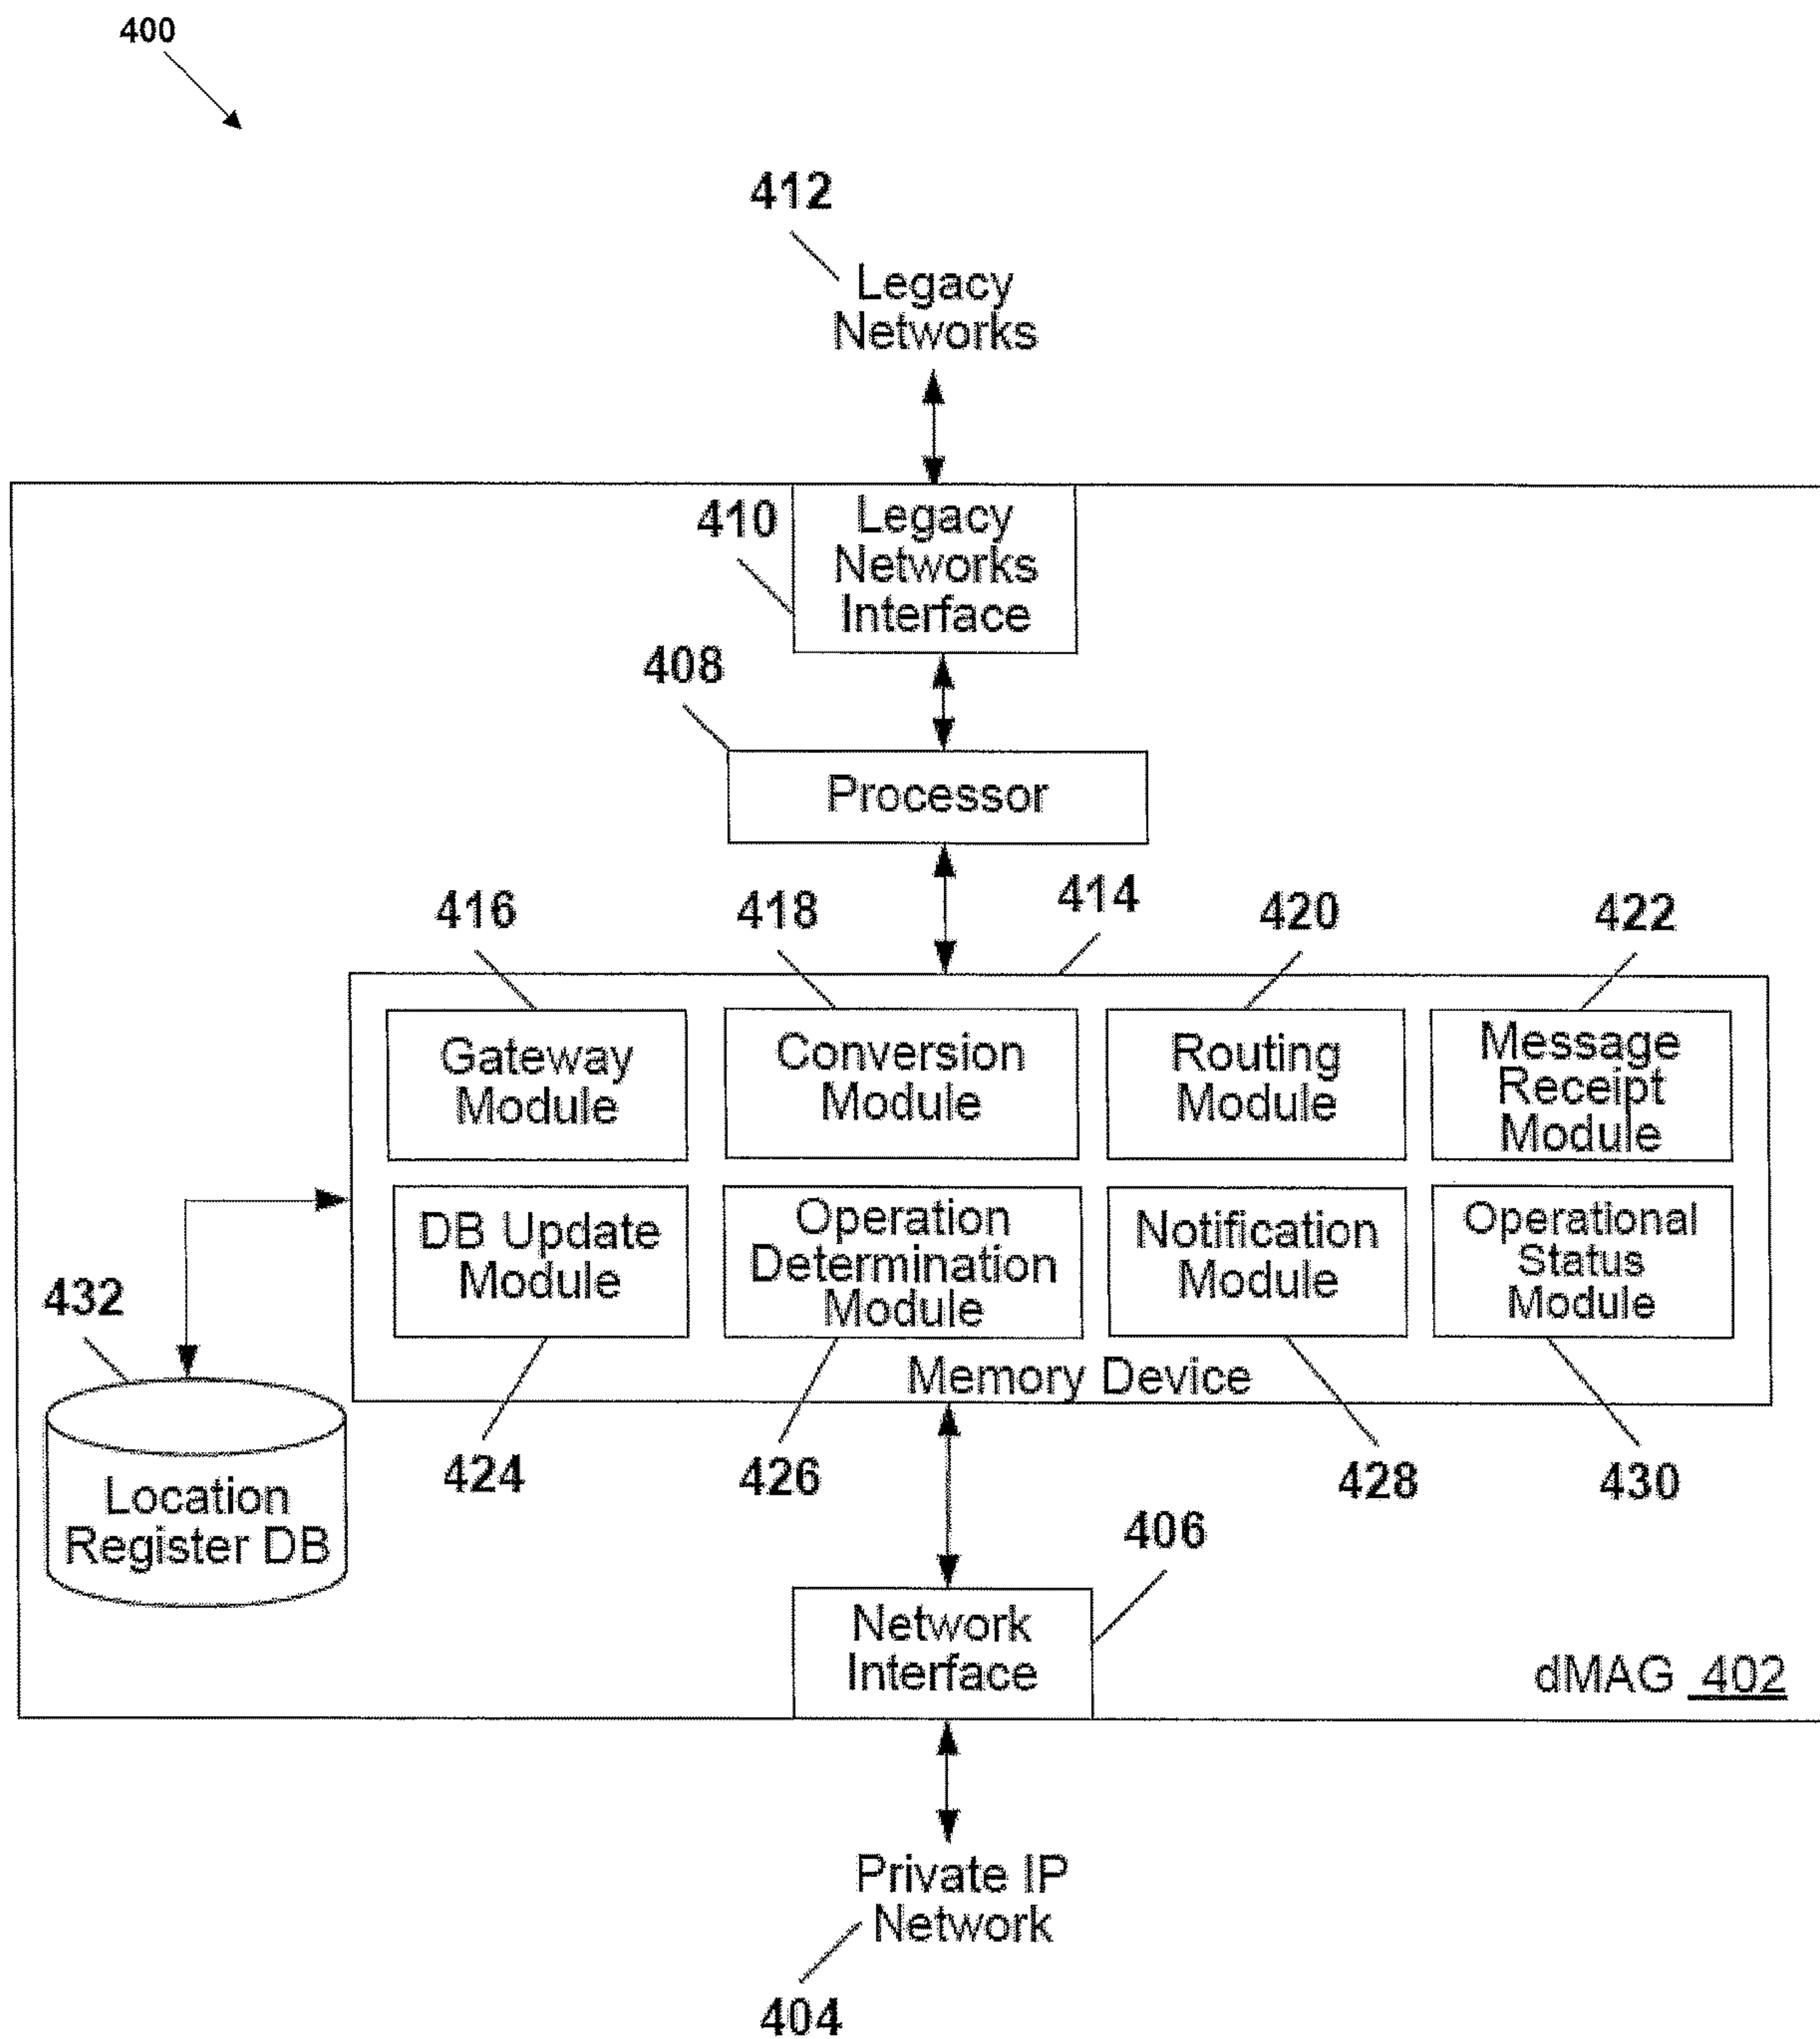 400
412
Legacy
Networks
410
Legacy
Networks
Interface
408
Processor
416
418
414
420
422
Gateway
Module
Conversion
Module
Routing
Module
Message
Receipt
Module
DB Update
Module
Operation
Determination
Module
Notification
Module
Operational
Status
Module
Memory Device
432
Location
Register DB
424
426
428
430
406
Network
Interface
dMAG 402
Private IP
Network
404